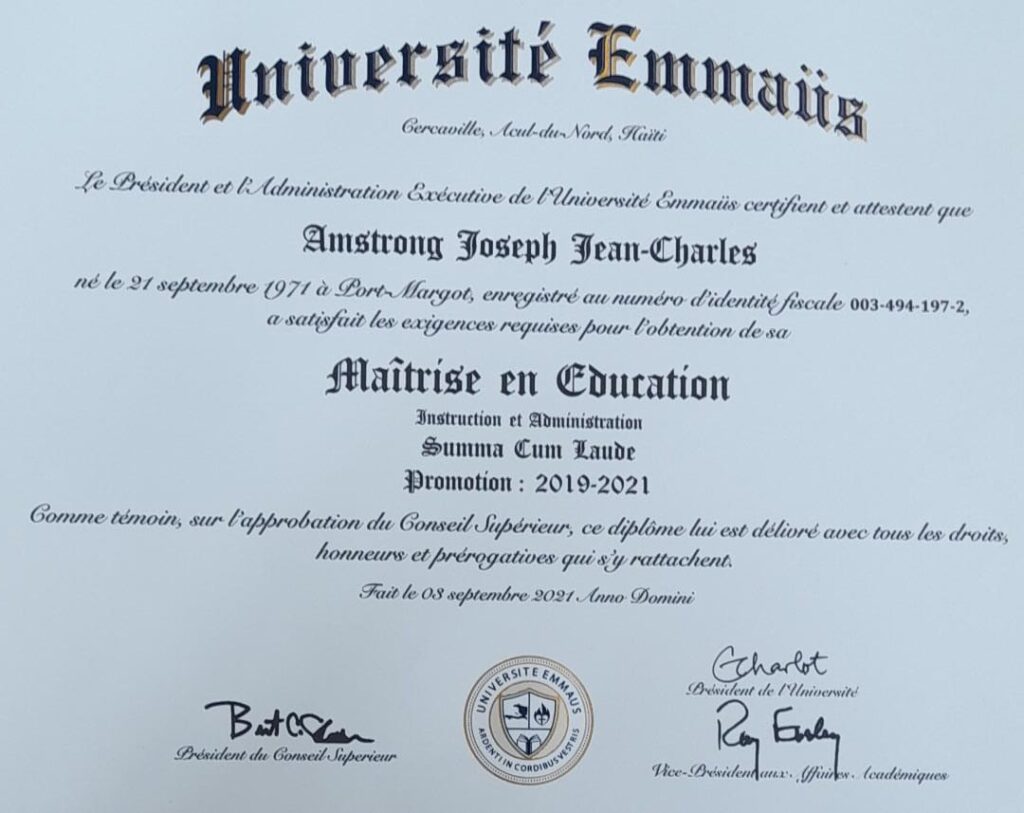 Université Emmaüs
Cercaville, Acul-du-Nord, Haïti
Le Président et l'Administration Exécutive de l'Université Emmaüs certifient et attestent que
Amstrong Joseph Jean-Charles
né le 21 septembre 1971 à Port-Margot, enregistré au numéro d'identité fiscale 003-494-197-2,
a satisfait les exigences requises pour l'obtention de sa
Maîtrise en Education
Instruction et Administration
Summa Cum Laude
Promotion : 2019-2021
Comme témoin, sur l'approbation du Conseil Supérieur, ce diplôme lui est délivré avec tous les droits,
honneurs et prérogatives qui s'y rattachent.
Fait le 03 septembre 2021 Anno Domini
GCharlot
Président de l'Université
Président du Conseil Superieur
UNIVERSITE EMMAUS
ARDENTI IN CORDIBUS VESTRIS
Ray
Vice-Président aux Affaires Académiques